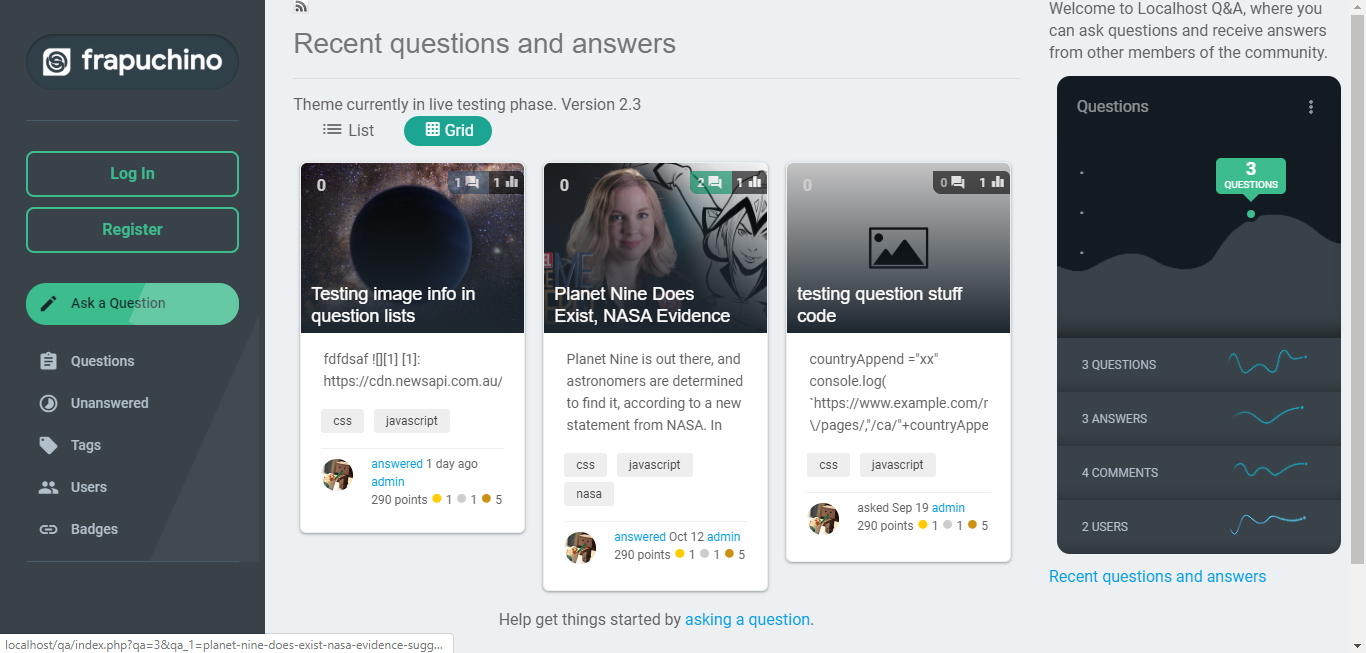 frapuchino
Log In
Register
Ask a Question
Questions
Unanswered
Tags
Users
Badges
Recent questions and answers
Theme currently in live testing phase. Version 2.3
List
Grid
0
1
1
Testing image info in
question lists
fdfdsaf ![][1] [1]:
https://cdn.newsapi.com.au/
css
javascript
answered 1 day ago
admin
290 points 1 1 5
0
2
1
Planet Nine Does
Exist, NASA Evidence
Planet Nine is out there, and
astronomers are determined
to find it, according to a new
statement from NASA. In
css
javascript
nasa
answered Oct 12 admin
290 points 1 1 5
0
0
1
testing question stuff
code
countryAppend ="xx"
console.log(
`https://www.example.com/r
\/pages/,"/ca/"+countryAppe
css
javascript
asked Sep 19 admin
290 points 1 1 5
Help get things started by asking a question.
Welcome to Localhost Q&A, where you
can ask questions and receive answers
from other members of the community.
Questions
3
QUESTIONS
3 QUESTIONS
3 ANSWERS
4 COMMENTS
2 USERS
Recent questions and answers
localhost/qa/index.php?qa=3&qa_1=planet-nine-does-exist-nasa-evidence-sugg...